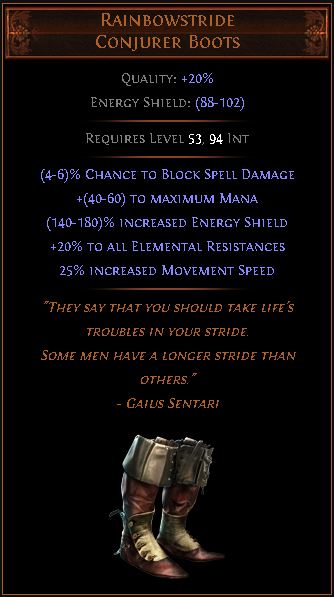 Rainbowstride
Conjurer Boots
Quality: +20%
Energy Shield: (88-102)
Requires Level 53, 94 Int
(4-6)% Chance to Block Spell Damage
+(40-60) to maximum Mana
(140-180)% increased Energy Shield
+20% to all Elemental Resistances
25% increased Movement Speed
"They say that you should take life's
troubles in your stride.
Some men have a longer stride than
others."
- Gaius Sentari